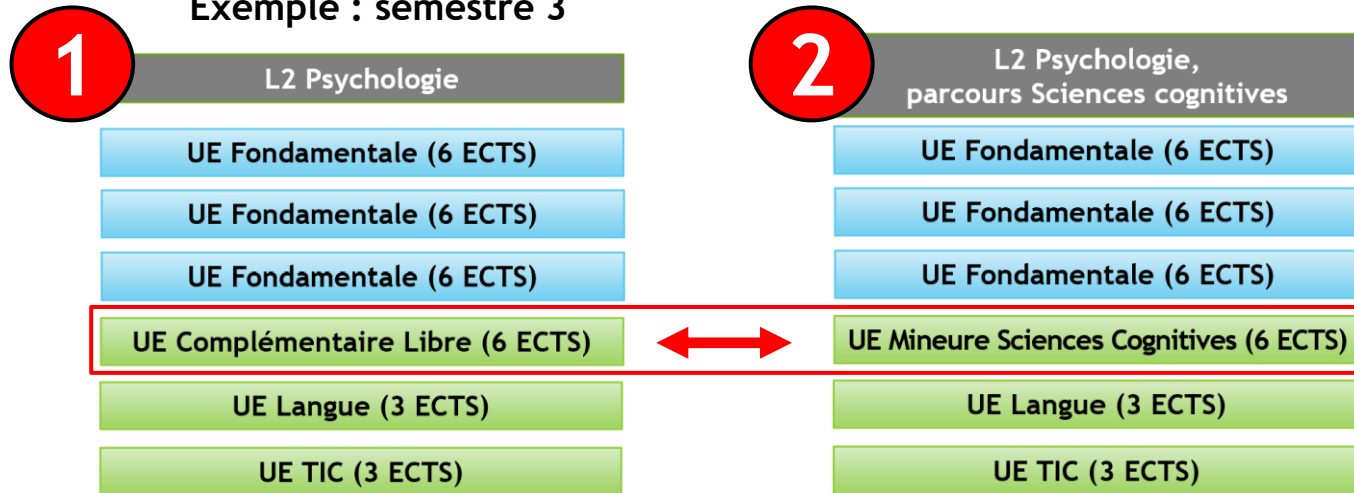 Exemple : semestre 3
1
L2 Psychologie
UE Fondamentale (6 ECTS)
UE Fondamentale (6 ECTS)
UE Fondamentale (6 ECTS)
UE Complémentaire Libre (6 ECTS)
UE Langue (3 ECTS)
UE TIC (3 ECTS)
2
L2 Psychologie,
parcours Sciences cognitives
UE Fondamentale (6 ECTS)
UE Fondamentale (6 ECTS)
UE Fondamentale (6 ECTS)
UE Mineure Sciences Cognitives (6 ECTS)
UE Langue (3 ECTS)
UE TIC (3 ECTS)